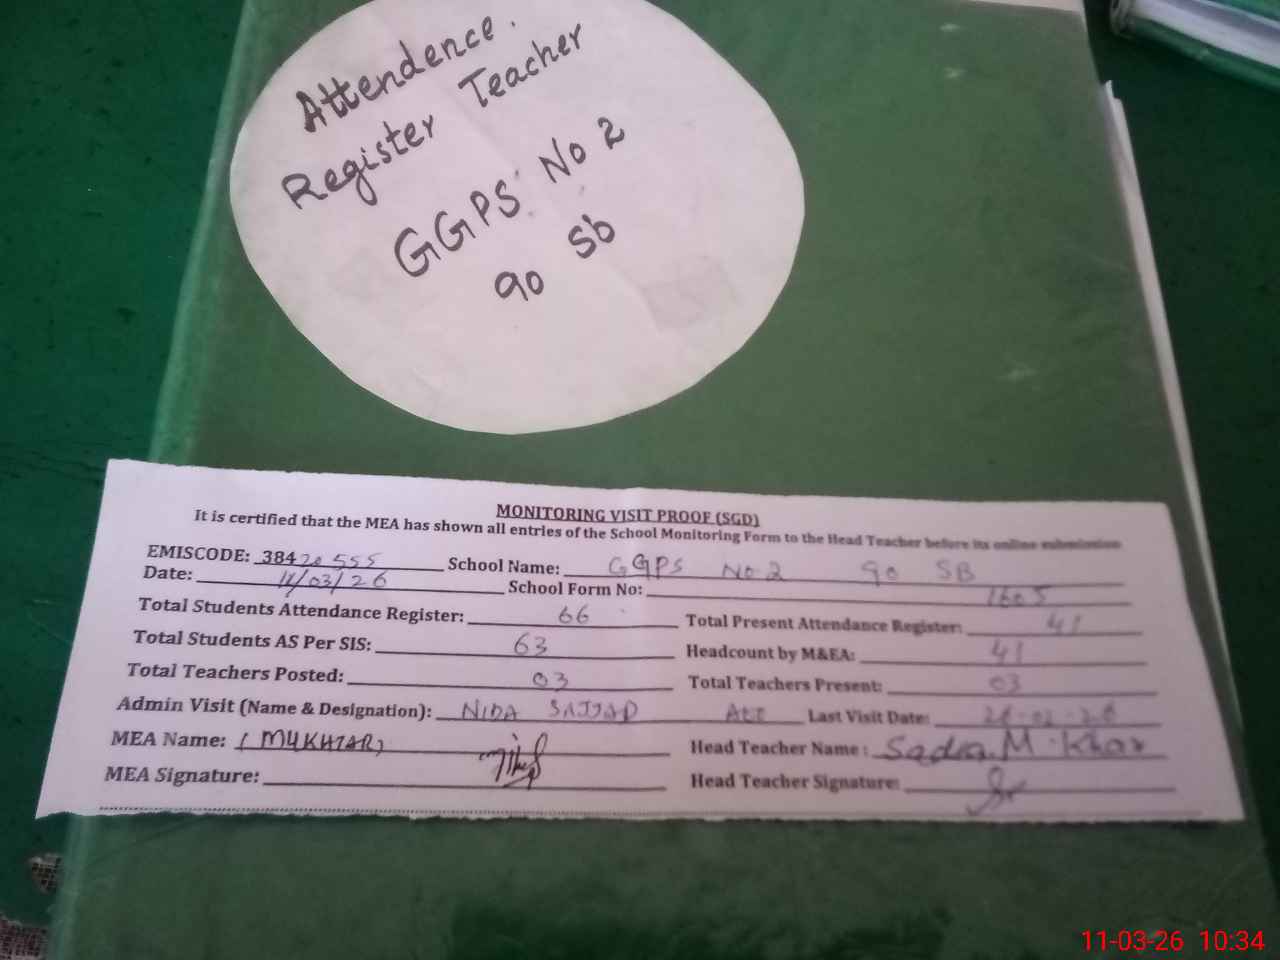 Attendence.
Register Teacher
GGPS No 2
90 Sb
MONITORING VISIT PROOF (SGD)
It is certified that the MEA has shown all entries of the School Monitoring Form to the Head Teacher before its online submission
EMISCODE: 38420555 School Name: GGPS No 2 90 SB
Date: 11/03/26 School Form No: 1605
Total Students Attendance Register: 66 Total Present Attendance Register: 41
Total Students AS Per SIS: 63 Headcount by M&EA: 41
Total Teachers Posted: 03 Total Teachers Present: 03
Admin Visit (Name & Designation): NIDA SAJJAD Last Visit Date:
MEA Name: (MUKHTAR) Head Teacher Name: Sadia M. Khan
MEA Signature: Head Teacher Signature:
11-03-26 10:34